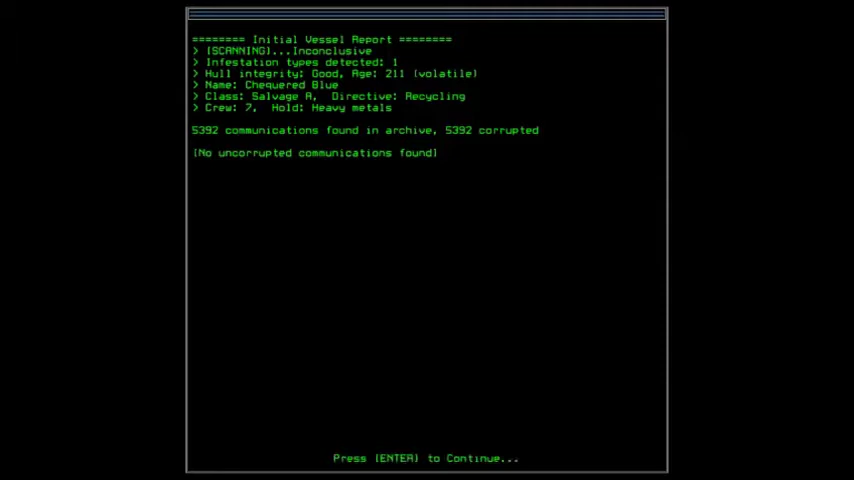 ======== Initial Vessel Report ========
> [SCANNING]...Inconclusive
> Infestation types detected: 1
> Hull integrity: Good, Age: 211 (volatile)
> Name: Chequered Blue
> Class: Salvage A,  Directive: Recycling
> Crew: 7,  Hold: Heavy metals
5392 communications found in archive, 5392 corrupted
[No uncorrupted communications found]
Press [ENTER] to Continue...